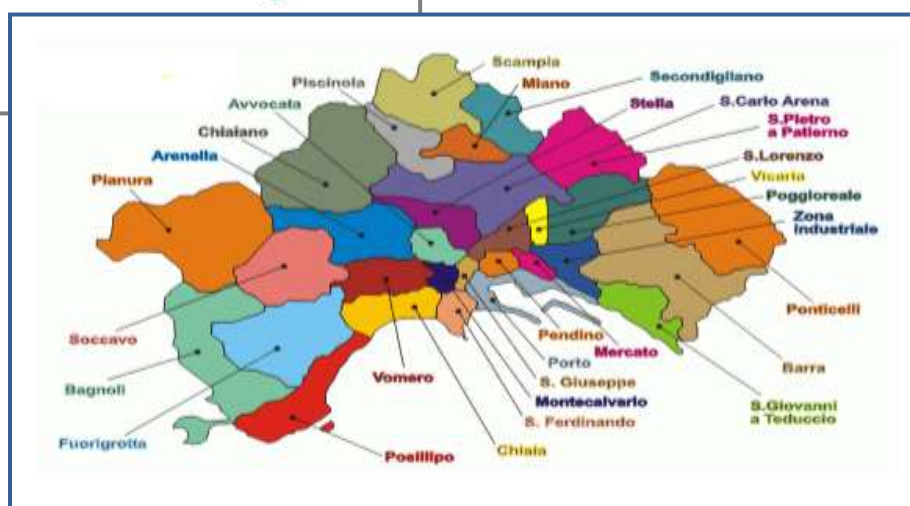 Scampia
Piscinola
Miano
Secondigliano
Avvocata
Stella
S.Carlo Arena
Chiaiano
S.Pietro
a Patierno
Arenella
S.Lorenzo
Pianura
Vicaria
Poggioreale
Zona
Industriale
Ponticelli
Soccavo
Pendino
Mercato
Porto
Barra
Vomero
S. Giuseppe
Bagnoli
Montecalvario
S.Giovanni
a Teduccio
S. Ferdinando
Fuorigrotta
Chiaia
Posillipo